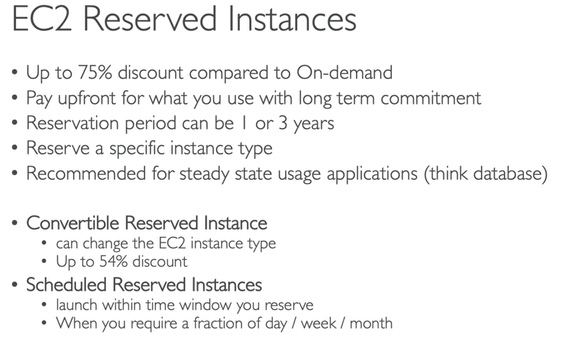 EC2 Reserved Instances
• Up to 75% discount compared to On-demand
• Pay upfront for what you use with long term commitment
• Reservation period can be 1 or 3 years
• Reserve a specific instance type
• Recommended for steady state usage applications (think database)
• Convertible Reserved Instance
• can change the EC2 instance type
• Up to 54% discount
• Scheduled Reserved Instances
• launch within time window you reserve
• When you require a fraction of day / week / month